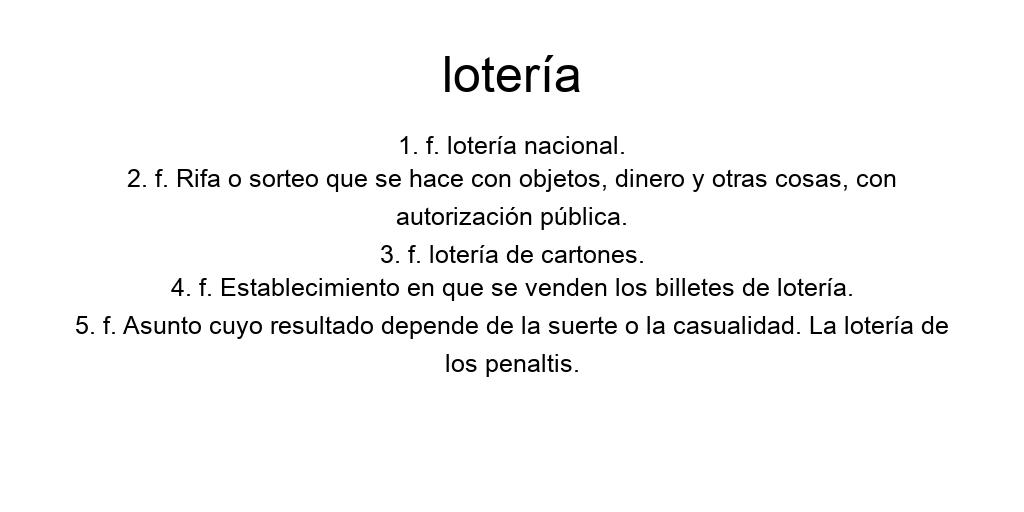 lotería
1. f. lotería nacional.
2. f. Rifa o sorteo que se hace con objetos, dinero y otras cosas, con
autorización pública.
3. f. lotería de cartones.
4. f. Establecimiento en que se venden los billetes de lotería.
5. f. Asunto cuyo resultado depende de la suerte o la casualidad. La lotería de
los penaltis.